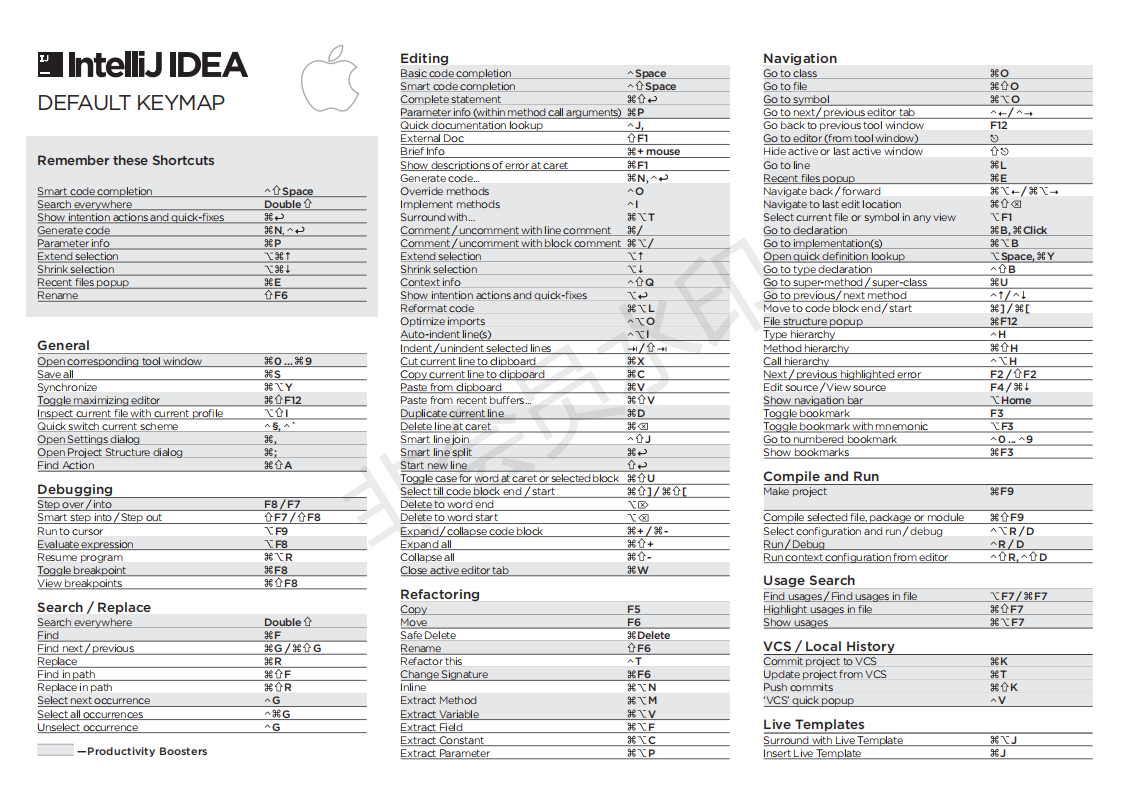 IJ IntelliJ IDEA
DEFAULT KEYMAP
Remember these Shortcuts
Smart code completion ⌃⇧Space
Search everywhere Double⇧
Show intention actions and quick-fixes ⌘↩
Generate code ⌘N, ⌃↩
Parameter info ⌘P
Extend selection ⌥⌘↑
Shrink selection ⌥⌘↓
Recent files popup ⌘E
Rename ⇧F6
General
Open corresponding tool window ⌘0 ... ⌘9
Save all ⌘S
Synchronize ⌘⌥Y
Toggle maximizing editor ⌘⇧F12
Inspect current file with current profile ⌥⇧I
Quick switch current scheme ⌃§, ⌃`
Open Settings dialog ⌘,
Open Project Structure dialog ⌘;
Find Action ⌘⇧A
Debugging
Step over / into F8 / F7
Smart step into / Step out ⇧F7 / ⇧F8
Run to cursor ⌥F9
Evaluate expression ⌥F8
Resume program ⌘⌥R
Toggle breakpoint ⌘F8
View breakpoints ⌘⇧F8
Search / Replace
Search everywhere Double⇧
Find ⌘F
Find next / previous ⌘G / ⌘⇧G
Replace ⌘R
Find in path ⌘⇧F
Replace in path ⌘⇧R
Select next occurrence ⌃G
Select all occurrences ⌃⌘G
Unselect occurrence ⌃G
—Productivity Boosters
Editing
Basic code completion ⌃Space
Smart code completion ⌃⇧Space
Complete statement ⌘⇧↩
Parameter info (within method call arguments) ⌘P
Quick documentation lookup ⌃J,
External Doc ⇧F1
Brief Info ⌘+ mouse
Show descriptions of error at caret ⌘F1
Generate code... ⌘N, ⌃↩
Override methods ⌃O
Implement methods ⌃I
Surround with... ⌘⌥T
Comment / uncomment with line comment ⌘/
Comment / uncomment with block comment ⌘⌥/
Extend selection ⌥↑
Shrink selection ⌥↓
Context info ⌃⇧Q
Show intention actions and quick-fixes ⌥↩
Reformat code ⌘⌥L
Optimize imports ⌃⌥O
Auto-indent line(s) ⌃⌥I
Indent / unindent selected lines ⇥ / ⇧⇥
Cut current line to clipboard ⌘X
Copy current line to clipboard ⌘C
Paste from clipboard ⌘V
Paste from recent buffers... ⌘⇧V
Duplicate current line ⌘D
Delete line at caret ⌘⌫
Smart line join ⌃⇧J
Smart line split ⌘↩
Start new line ⇧↩
Toggle case for word at caret or selected block ⌘⇧U
Select till code block end / start ⌘⇧] / ⌘⇧[
Delete to word end ⌥⌦
Delete to word start ⌥⌫
Expand / collapse code block ⌘+ / ⌘-
Expand all ⌘⇧+
Collapse all ⌘⇧-
Close active editor tab ⌘W
Refactoring
Copy F5
Move F6
Safe Delete ⌘Delete
Rename ⇧F6
Refactor this ⌃T
Change Signature ⌘F6
Inline ⌘⌥N
Extract Method ⌘⌥M
Extract Variable ⌘⌥V
Extract Field ⌘⌥F
Extract Constant ⌘⌥C
Extract Parameter ⌘⌥P
Navigation
Go to class ⌘O
Go to file ⌘⇧O
Go to symbol ⌘⌥O
Go to next / previous editor tab ⌃← / ⌃→
Go back to previous tool window F12
Go to editor (from tool window) ⎋
Hide active or last active window ⇧⎋
Go to line ⌘L
Recent files popup ⌘E
Navigate back / forward ⌘⌥← / ⌘⌥→
Navigate to last edit location ⌘⇧⌫
Select current file or symbol in any view ⌥F1
Go to declaration ⌘B, ⌘Click
Go to implementation(s) ⌘⌥B
Open quick definition lookup ⌥Space, ⌘Y
Go to type declaration ⌃⇧B
Go to super-method / super-class ⌘U
Go to previous / next method ⌃↑ / ⌃↓
Move to code block end / start ⌘] / ⌘[
File structure popup ⌘F12
Type hierarchy ⌃H
Method hierarchy ⌘⇧H
Call hierarchy ⌃⌥H
Next / previous highlighted error F2 / ⇧F2
Edit source / View source F4 / ⌘↓
Show navigation bar ⌥Home
Toggle bookmark F3
Toggle bookmark with mnemonic ⌥F3
Go to numbered bookmark ⌃0 ... ⌃9
Show bookmarks ⌘F3
Compile and Run
Make project ⌘F9
Compile selected file, package or module ⌘⇧F9
Select configuration and run / debug ⌃⌥R / D
Run / Debug ⌃R / D
Run context configuration from editor ⌃⇧R, ⌃⇧D
Usage Search
Find usages / Find usages in file ⌥F7 / ⌘F7
Highlight usages in file ⌘⇧F7
Show usages ⌘⌥F7
VCS / Local History
Commit project to VCS ⌘K
Update project from VCS ⌘T
Push commits ⌘⇧K
‘VCS’ quick popup ⌃V
Live Templates
Surround with Live Template ⌘⌥J
Insert Live Template ⌘J
非会员水印